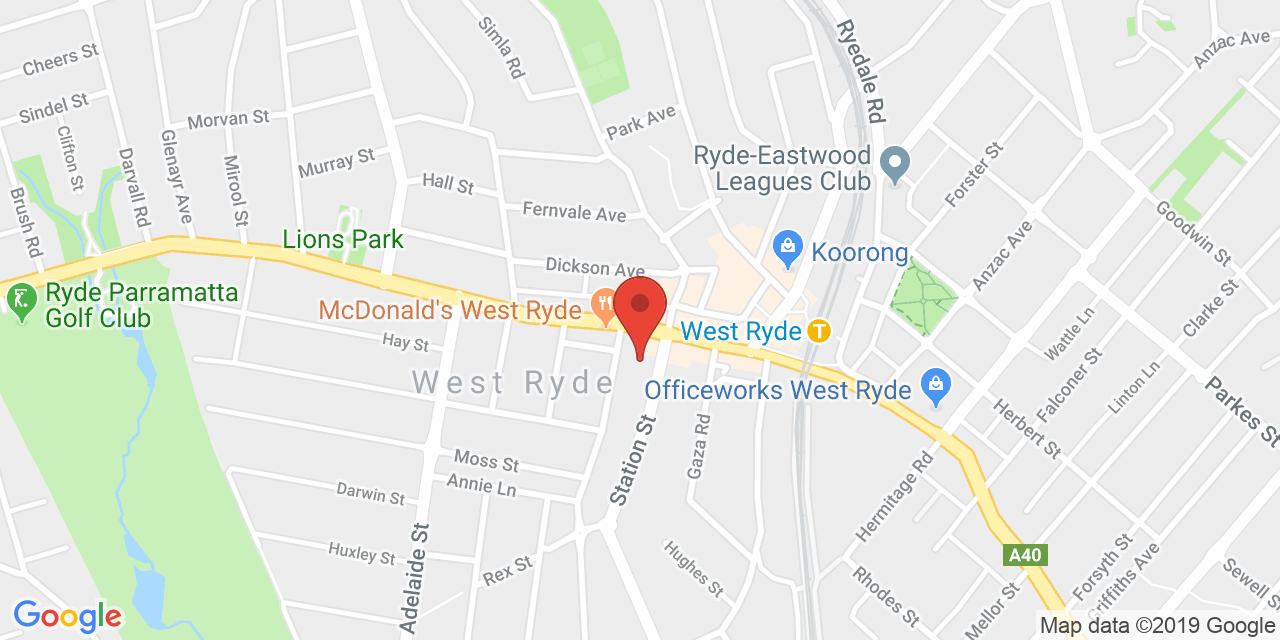 Cheers St
Simla Rd
Ryedale Rd
Anzac Ave
Sindel St
Morvan St
Park Ave
Clifton St
Glenayr Ave
Darvall Rd
Mirool St
Murray St
Ryde-Eastwood
Leagues Club
Forster St
Brush Rd
Hall St
Fernvale Ave
Goodwin St
Lions Park
Koorong
Anzac Ave
Dickson Ave
Ryde Parramatta
Golf Club
McDonald's West Ryde
West Ryde
T
Clarke St
Wattle Ln
Hay St
West Ryde
Officeworks West Ryde
Falconer St
Linton Ln
Parkes St
Herbert St
Station St
Gaza Rd
Moss St
Annie Ln
Darwin St
Hermitage Rd
Adelaide St
Huxley St
Rex St
Hughes St
A40
Rhodes St
Forsyth St
Griffiths Ave
Mellor St
Sewell St
Google
Map data ©2019 Google